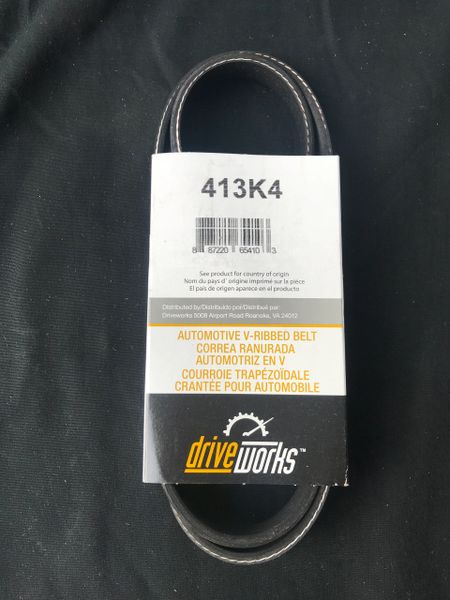 413K4
8 87220 65410 3
See product for country of origin
Nom du pays d' origine imprimé sur la pièce
El país de origen aparece en el producto
Distributed by/Distribuido por/Distribué par:
Driveworks 5008 Airport Road Roanoke, VA 24012
AUTOMOTIVE V-RIBBED BELT
CORREA RANURADA
AUTOMOTRIZ EN V
COURROIE TRAPÉZOÏDALE
CRANTÉE POUR AUTOMOBILE
driveworks™